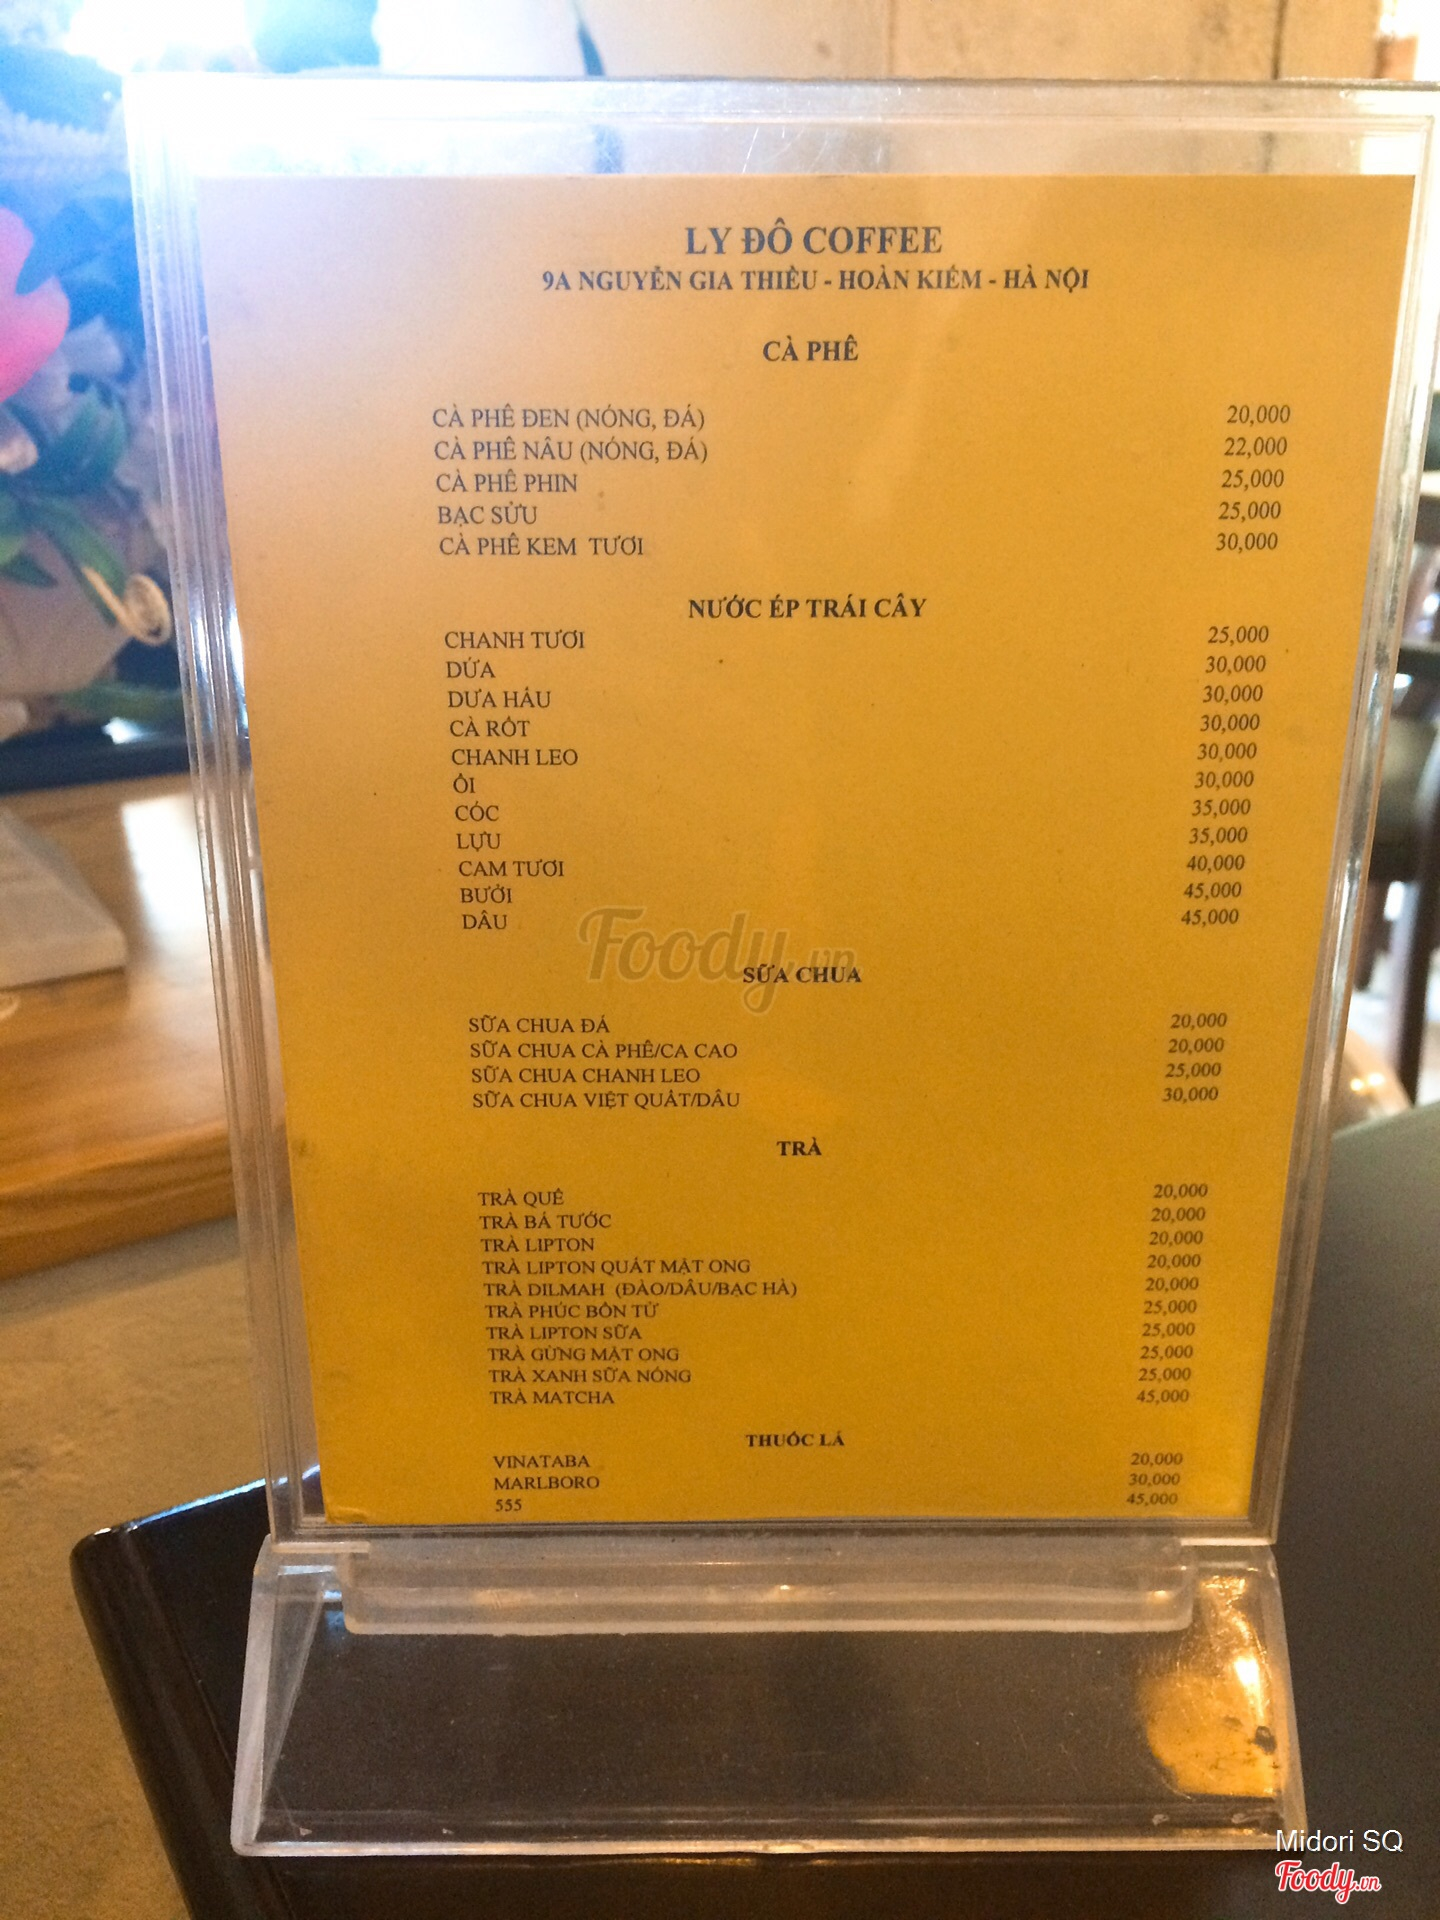 LY ĐÔ COFFEE
9A NGUYỄN GIA THIỀU - HOÀN KIẾM - HÀ NỘI
CÀ PHÊ
CÀ PHÊ ĐEN (NÓNG, ĐÁ) 20,000
CÀ PHÊ NÂU (NÓNG, ĐÁ) 22,000
CÀ PHÊ PHIN 25,000
BẠC SỬU 25,000
CÀ PHÊ KEM TƯƠI 30,000
NƯỚC ÉP TRÁI CÂY
CHANH TƯƠI 25,000
DỨA 30,000
DƯA HẤU 30,000
CÀ RỐT 30,000
CHANH LEO 30,000
ỔI 30,000
CÓC 35,000
LỰU 35,000
CAM TƯƠI 40,000
BƯỞI 45,000
DÂU 45,000
Foody.vn
SỮA CHUA
SỮA CHUA ĐÁ 20,000
SỮA CHUA CÀ PHÊ/CA CAO 20,000
SỮA CHUA CHANH LEO 25,000
SỮA CHUA VIỆT QUẤT/DÂU 30,000
TRÀ
TRÀ QUẾ 20,000
TRÀ BÁ TƯỚC 20,000
TRÀ LIPTON 20,000
TRÀ LIPTON QUẤT MẬT ONG 20,000
TRÀ DILMAH (ĐÀO/DÂU/BẠC HÀ) 20,000
TRÀ PHÚC BỒN TỬ 25,000
TRÀ LIPTON SỮA 25,000
TRÀ GỪNG MẬT ONG 25,000
TRÀ XANH SỮA NÓNG 25,000
TRÀ MATCHA 45,000
THUỐC LÁ
VINATABA 20,000
MARLBORO 30,000
555 45,000
Midori SQ
Foody.vn